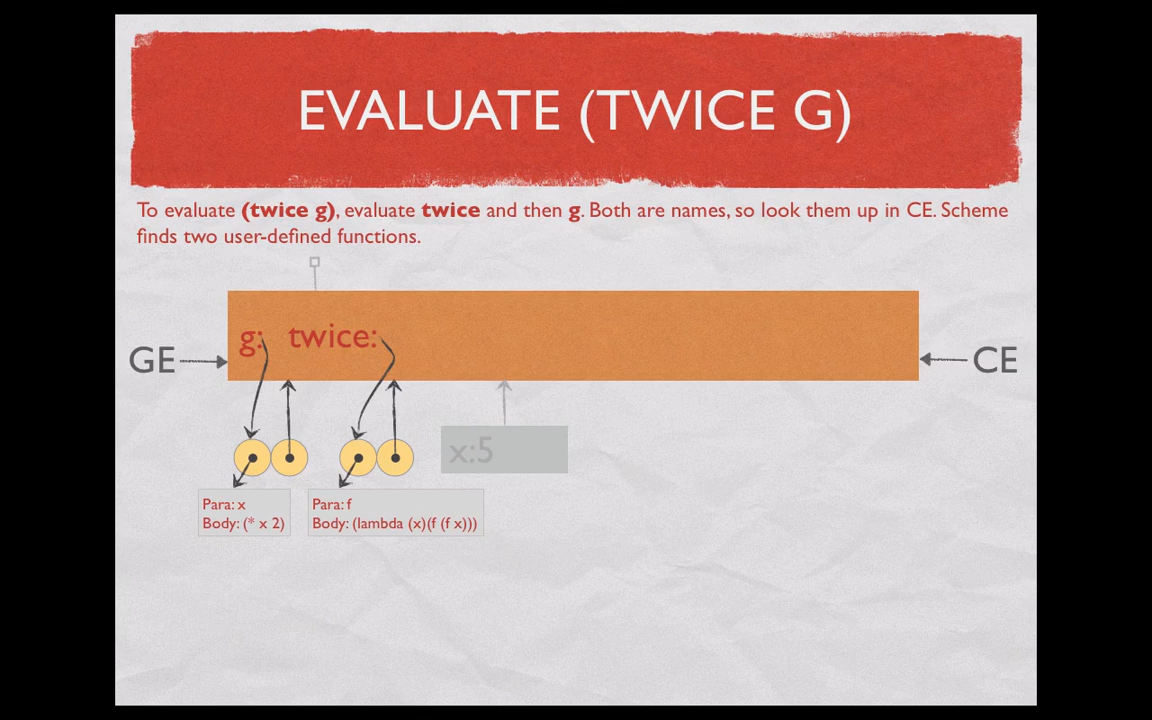 EVALUATE (TWICE G)
To evaluate (twice g), evaluate twice and then g. Both are names, so look them up in CE. Scheme
finds two user-defined functions.
g: twice:
GE
CE
x:5
Para: x
Body: (* x 2)
Para: f
Body: (lambda (x)(f (f x)))